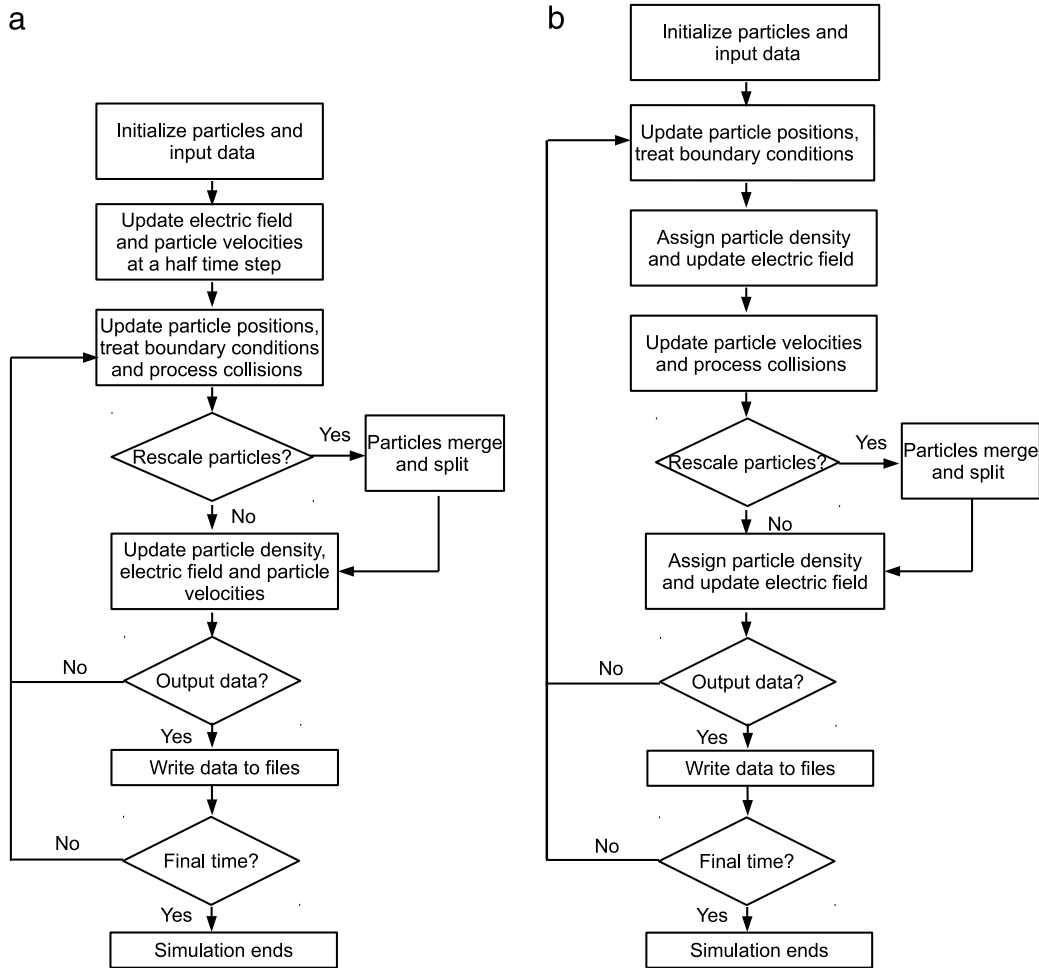 a
Initialize particles and
input data
Update electric field
and particle velocities
at a half time step
Update particle positions,
treat boundary conditions
and process collisions
Rescale particles?
Yes
Particles merge
and split
No
Update particle density,
electric field and particle
velocities
No
Output data?
Yes
Write data to files
No
Final time?
Yes
Simulation ends
b
Initialize particles and
input data
Update particle positions,
treat boundary conditions
Assign particle density
and update electric field
Update particle velocities
and process collisions
Rescale particles?
Yes
Particles merge
and split
No
Assign particle density
and update electric field
No
Output data?
Yes
Write data to files
No
Final time?
Yes
Simulation ends